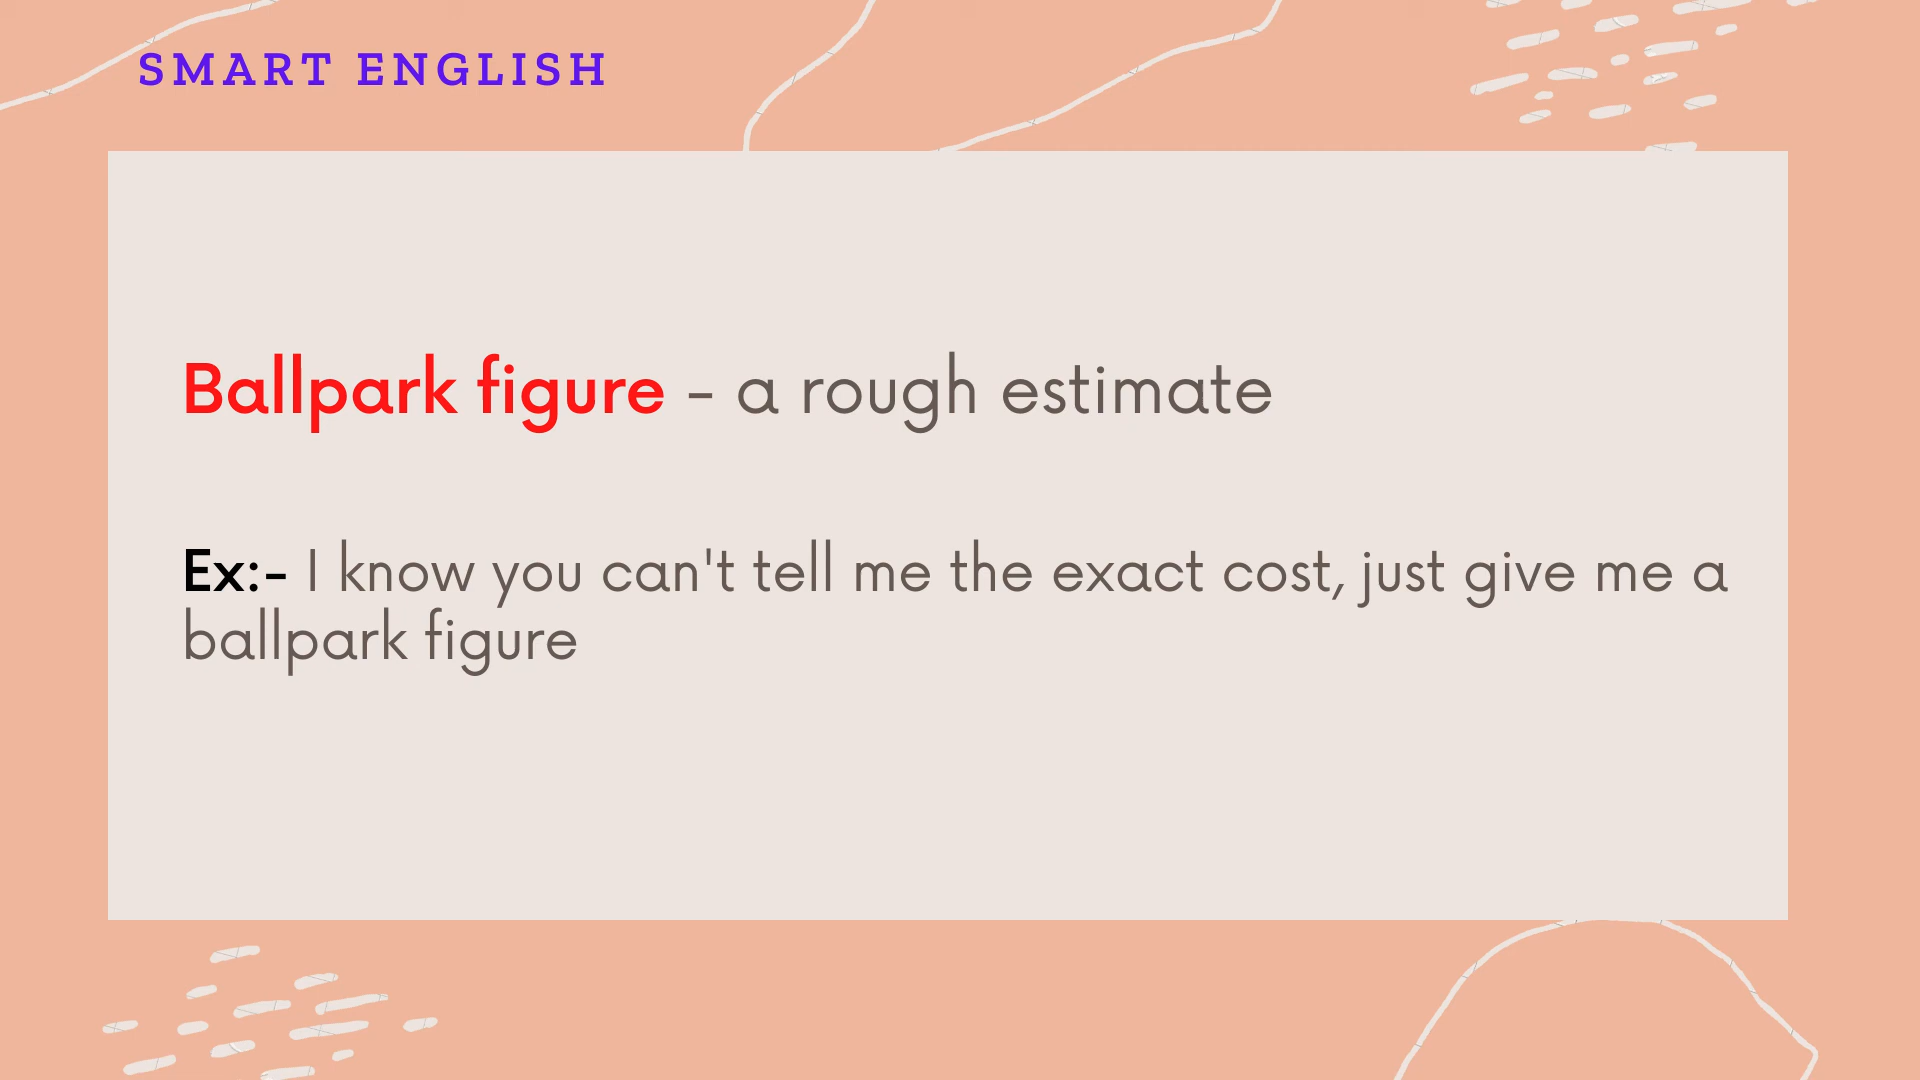 SMART ENGLISH
Ballpark figure - a rough estimate
Ex:- I know you can't tell me the exact cost, just give me a
ballpark figure